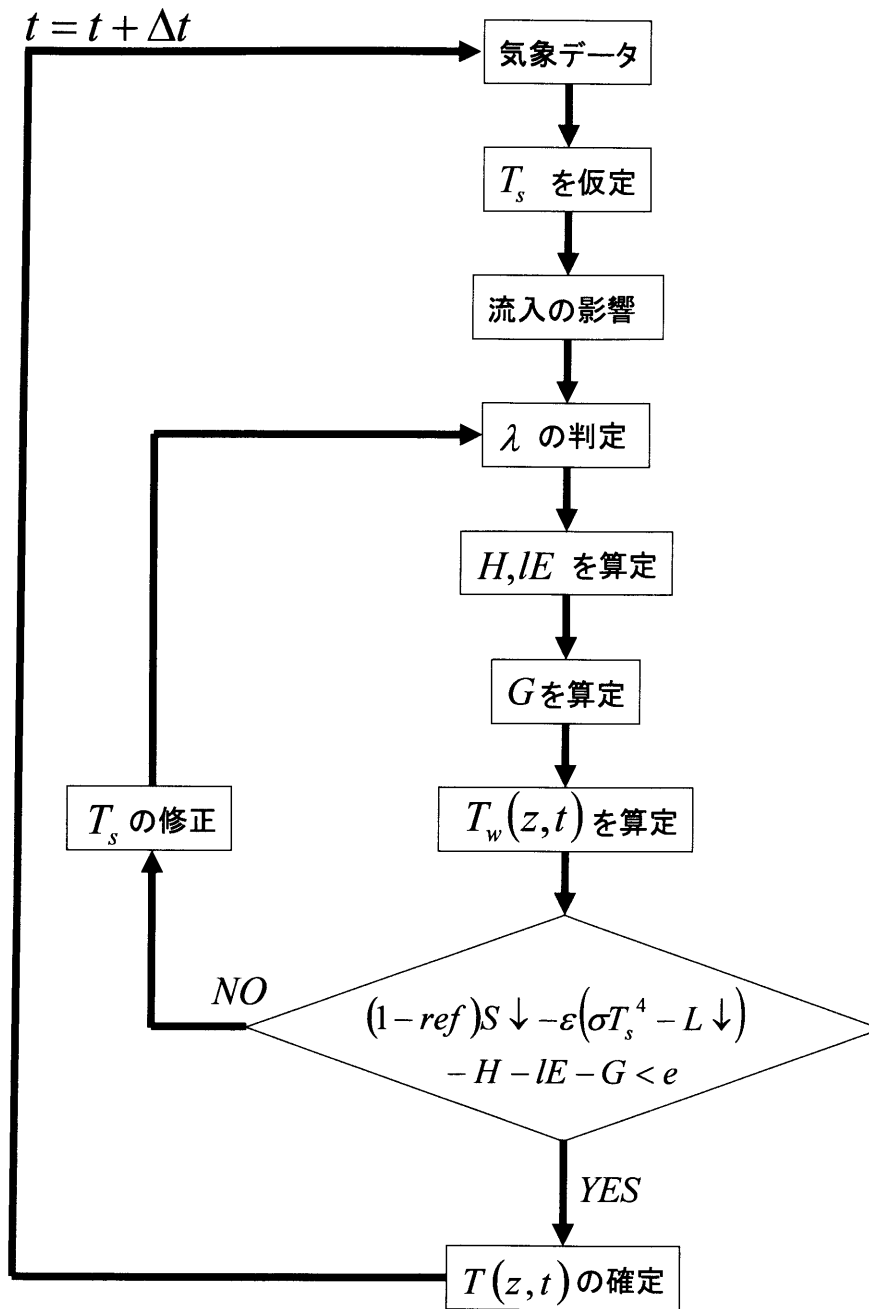 t = t + Δt
気象データ
T_s を仮定
流入の影響
λ の判定
H, lE を算定
Gを算定
T_s の修正
T_w(z,t) を算定
NO
(1−ref)S↓−ε(σT_s^4−L↓)
−H−lE−G<e
YES
T(z,t) の確定